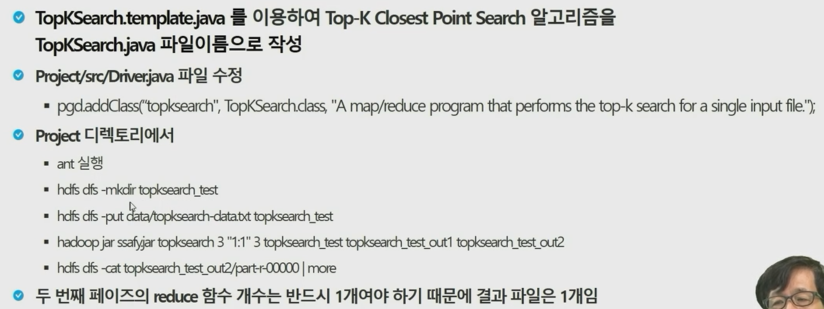 TopKSearch.template.java 를 이용하여 Top-K Closest Point Search 알고리즘을
TopKSearch.java 파일이름으로 작성
Project/src/Driver.java 파일 수정
pgd.addClass("topksearch", TopKSearch.class, "A map/reduce program that performs the top-k search for a single input file.");
Project 디렉토리에서
ant 실행
hdfs dfs -mkdir topksearch_test
hdfs dfs -put data/topksearch-data.txt topksearch_test
hadoop jar ssafy.jar topksearch 3 "1:1" 3 topksearch_test topksearch_test_out1 topksearch_test_out2
hdfs dfs -cat topksearch_test_out2/part-r-00000 | more
두 번째 페이즈의 reduce 함수 개수는 반드시 1개여야 하기 때문에 결과 파일은 1개임